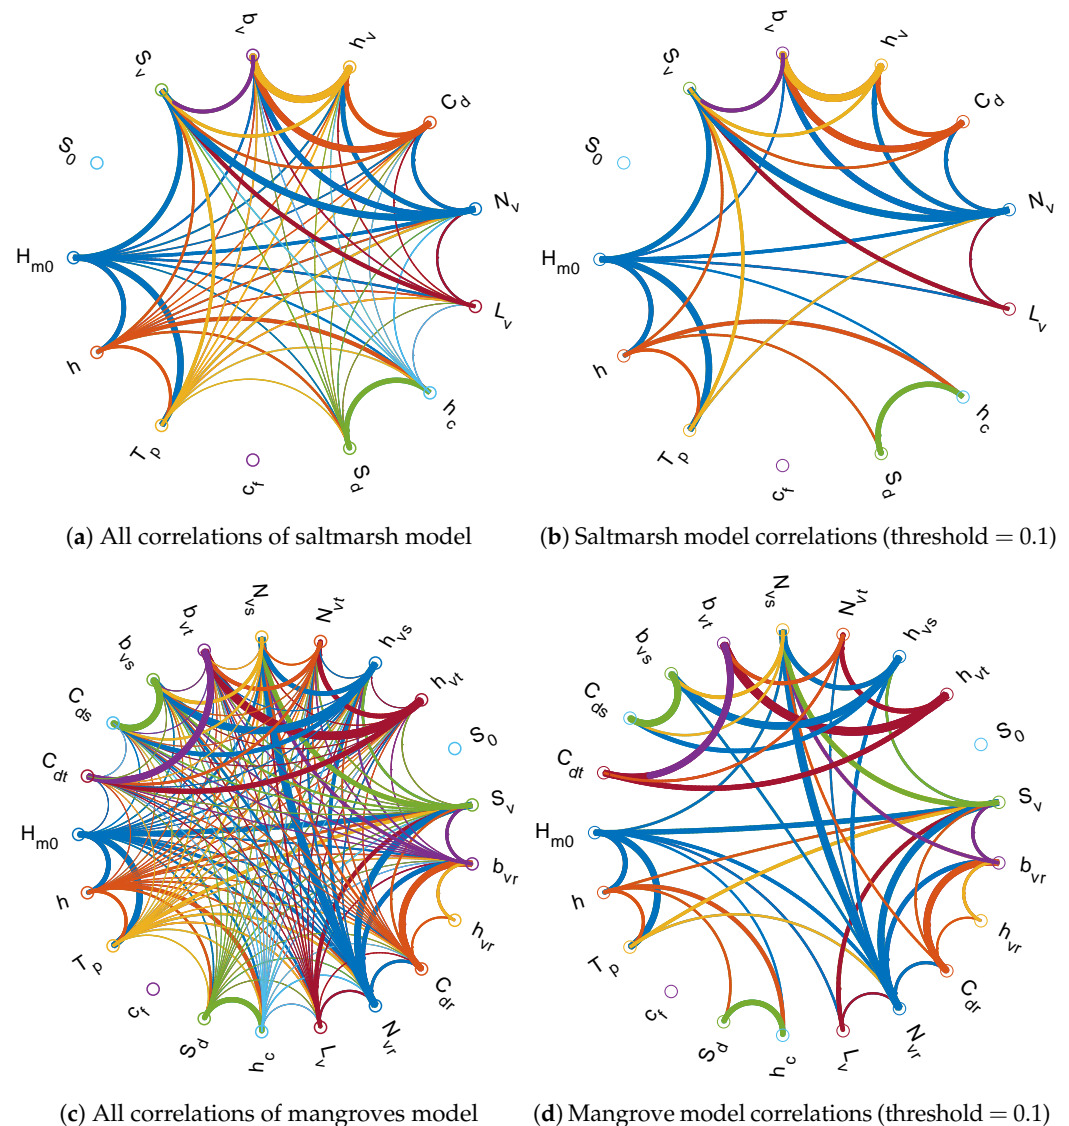 b_v
h_v
S_v
C_d
S_0
N_v
H_m0
L_v
h
h_c
T_p
S_d
c_f
b_v
h_v
S_v
C_d
S_0
N_v
H_m0
L_v
h
h_c
T_p
S_d
c_f
(a) All correlations of saltmarsh model
(b) Saltmarsh model correlations (threshold = 0.1)
N_vs
N_vt
b_vt
h_vs
b_vs
h_vt
C_ds
S_0
C_dt
S_v
H_m0
b_vr
h
h_vr
T_p
C_dr
c_f
N_vr
S_d
h_c
L_v
N_vs
N_vt
b_vt
h_vs
b_vs
h_vt
C_ds
S_0
C_dt
S_v
H_m0
b_vr
h
h_vr
T_p
C_dr
c_f
N_vr
S_d
h_c
L_v
(c) All correlations of mangroves model
(d) Mangrove model correlations (threshold = 0.1)